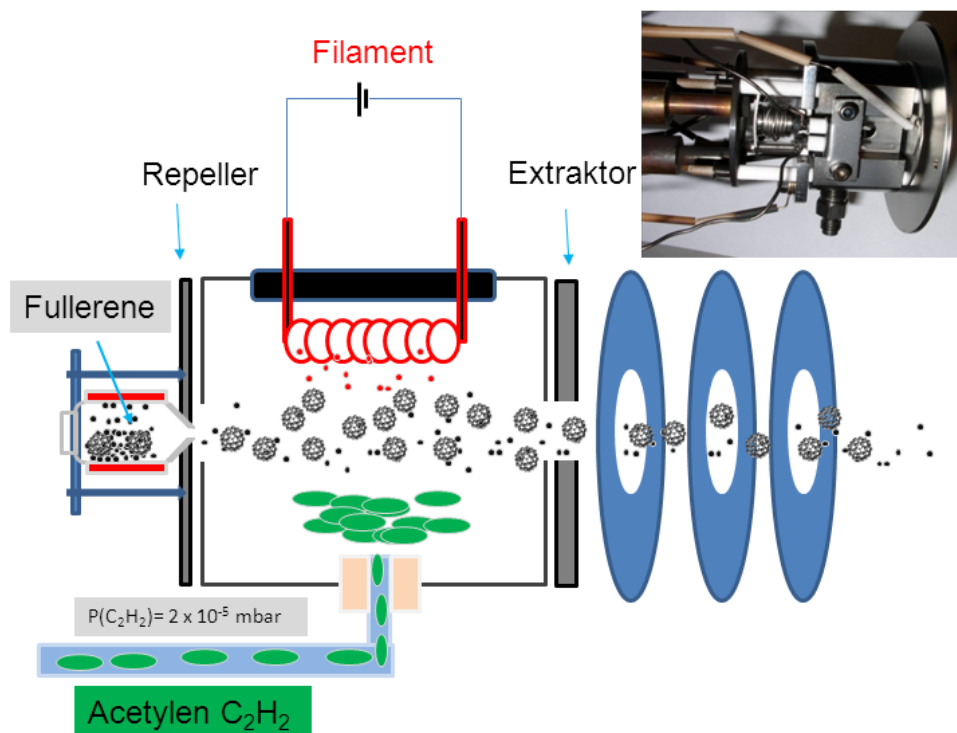 Filament
Repeller
Extraktor
Fullerene
P(C₂H₂)= 2 x 10⁻⁵ mbar
Acetylen C₂H₂